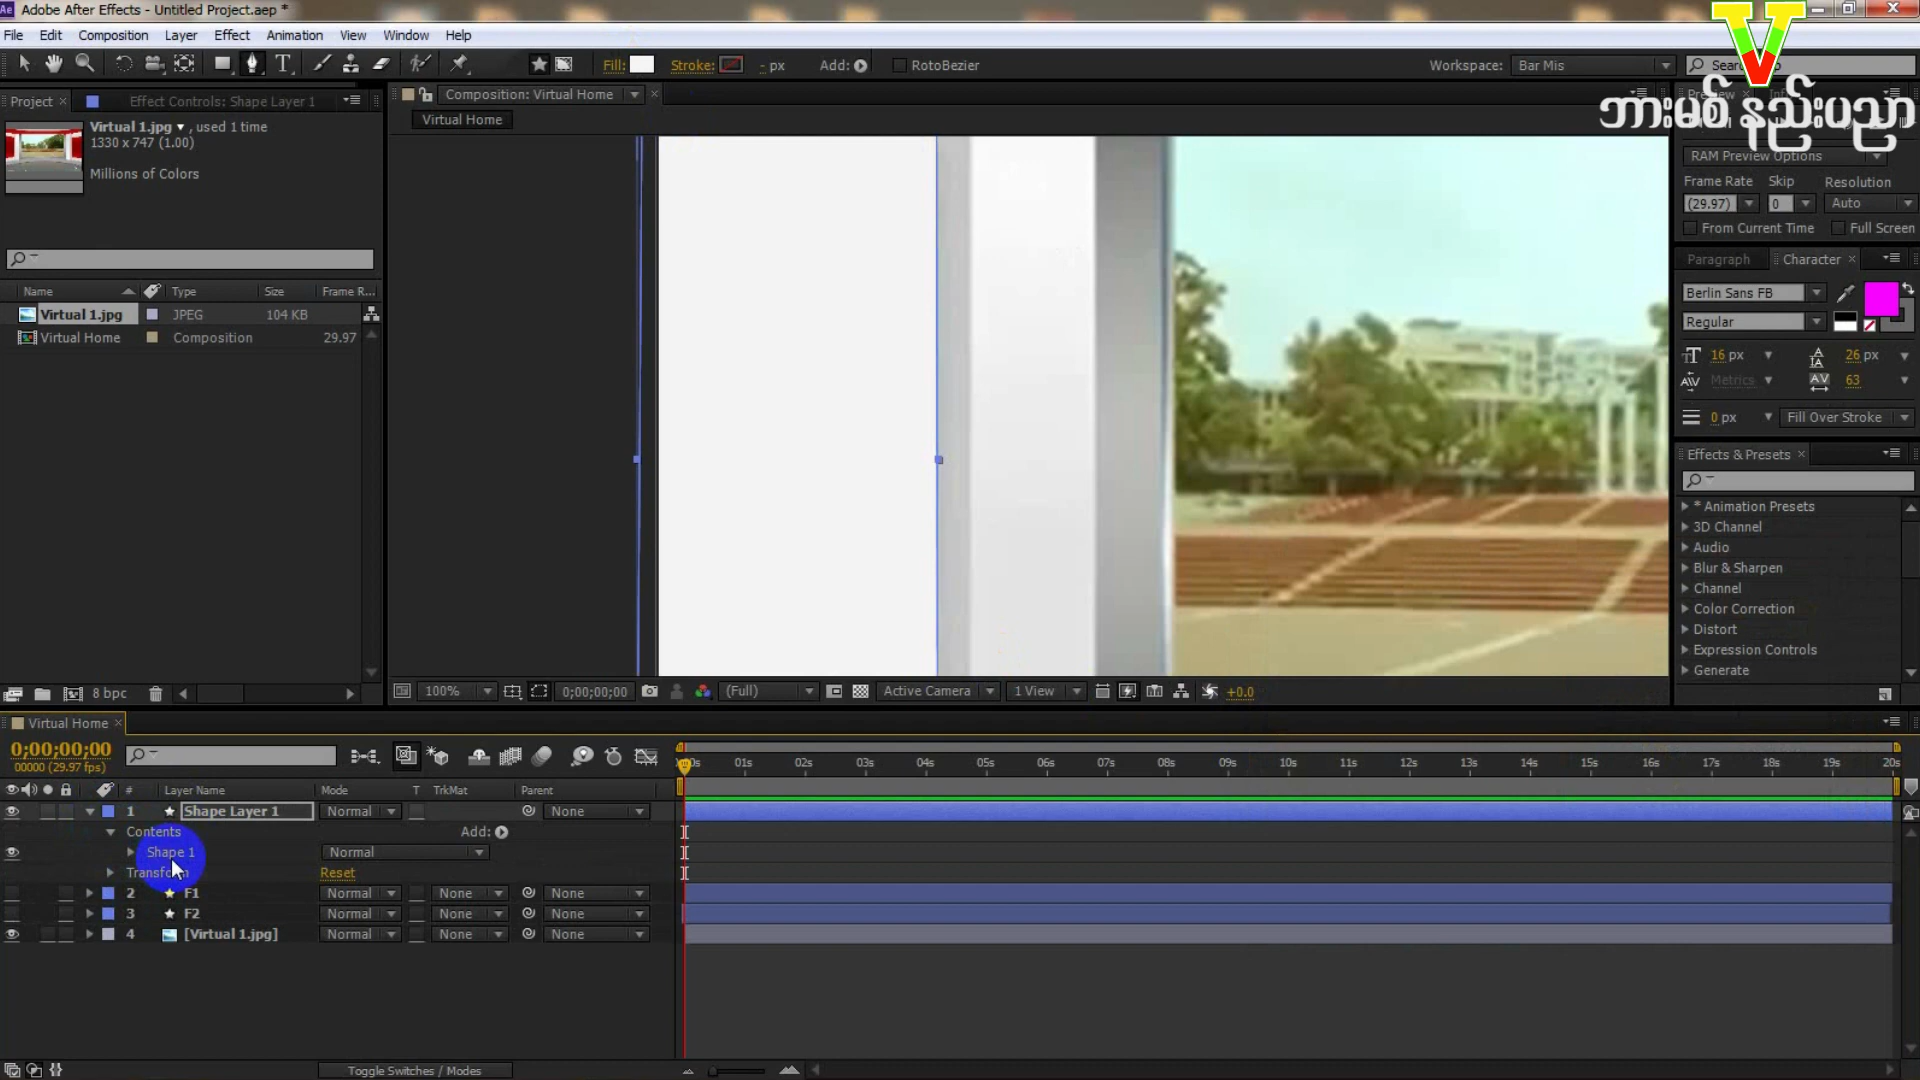 Adobe After Effects - Untitled Project.aep *
File Edit Composition Layer Effect Animation View Window Help
Fill: Stroke: - px Add: RotoBezier Workspace: Bar Mis
V
ဘားမစ် နည်းပညာ
Project Effect Controls: Shape Layer 1
Composition: Virtual Home
Virtual Home
Virtual 1.jpg , used 1 time
1330 x 747 (1.00)
Millions of Colors
Name Type Size Frame R...
Virtual 1.jpg JPEG 104 KB
Virtual Home Composition 29.97
8 bpc
100% 0;00;00;00 (Full) Active Camera 1 View +0.0
RAM Preview Options
Frame Rate Skip Resolution
(29.97) 0 Auto
From Current Time Full Screen
Paragraph Character
Berlin Sans FB
Regular
16 px 26 px
Metrics 63
0 px Fill Over Stroke
Effects & Presets
* Animation Presets
3D Channel
Audio
Blur & Sharpen
Channel
Color Correction
Distort
Expression Controls
Generate
Virtual Home
0;00;00;00
00000 (29.97 fps)
01s 02s 03s 04s 05s 06s 07s 08s 09s 10s 11s 12s 13s 14s 15s 16s 17s 18s 19s 20s
# Layer Name Mode T TrkMat Parent
1 Shape Layer 1 Normal None
Contents Add:
Shape 1 Normal
Transform Reset
2 F1 Normal None None
3 F2 Normal None None
4 [Virtual 1.jpg] Normal None None
Toggle Switches / Modes